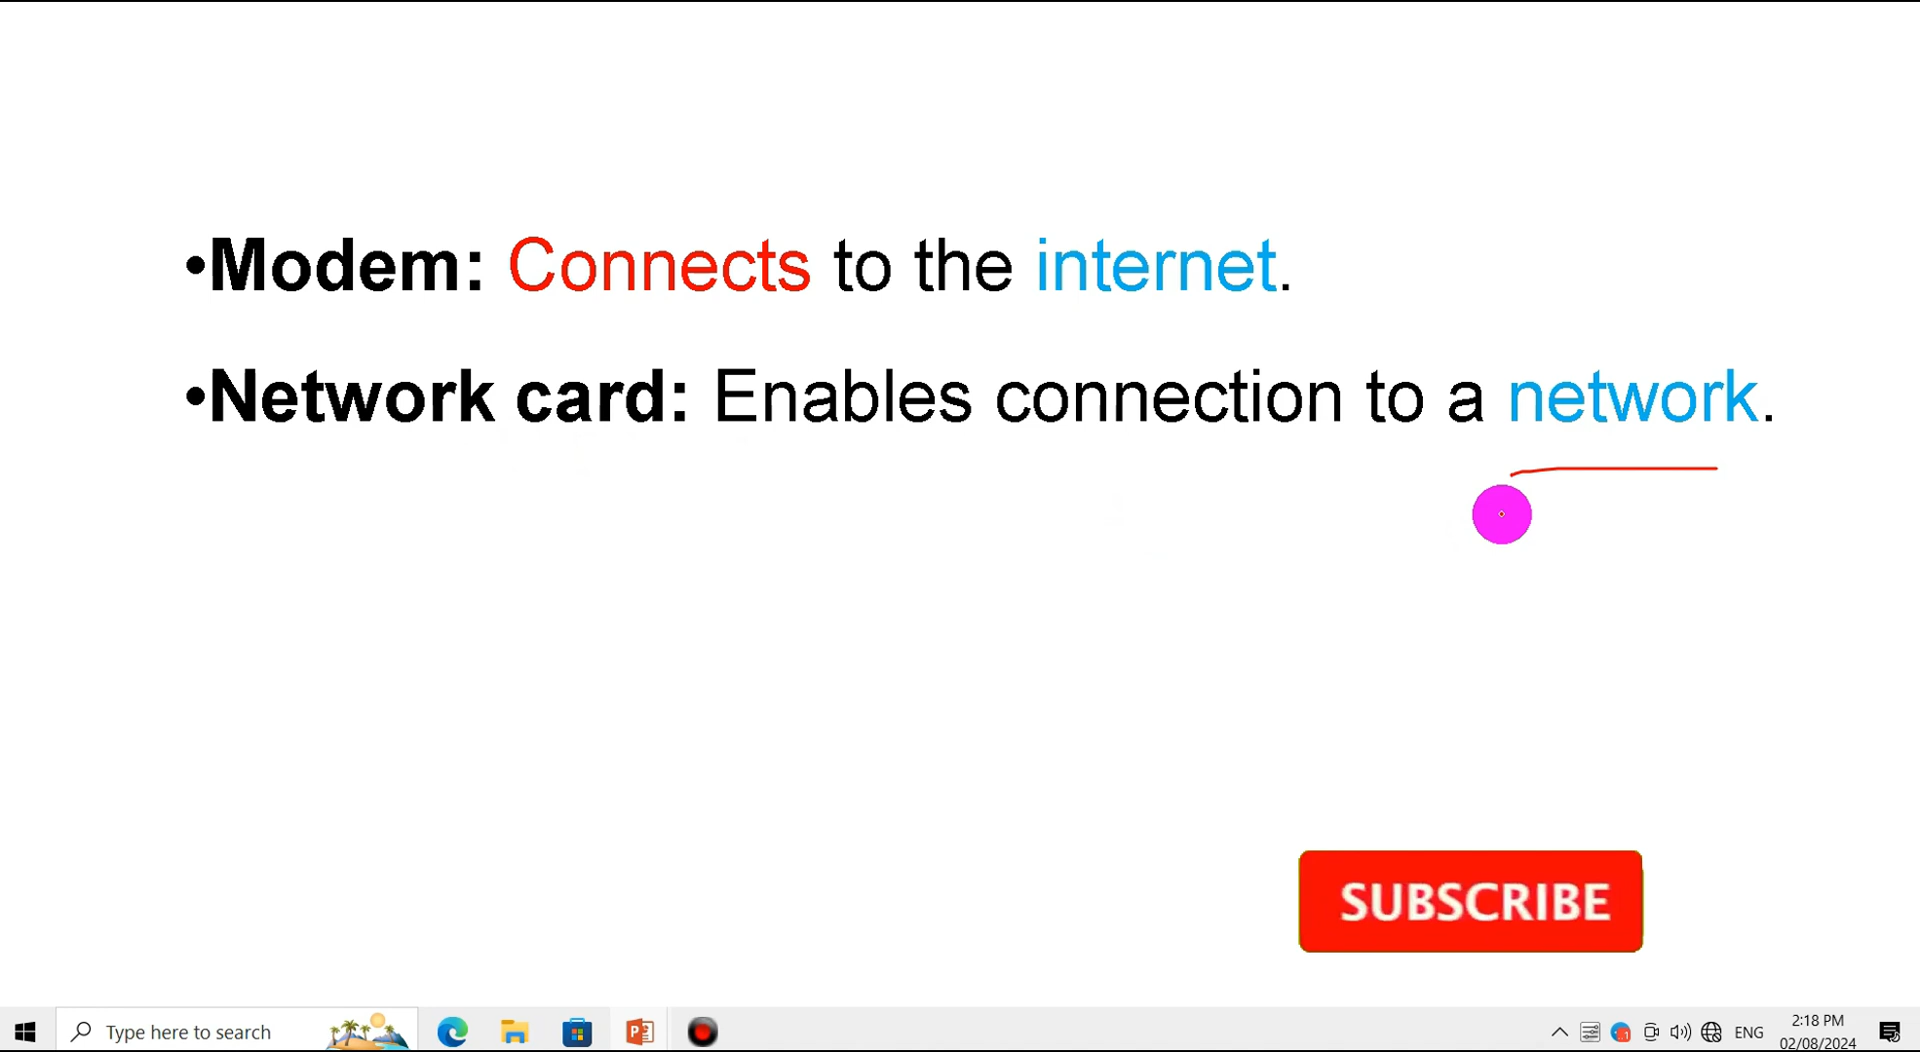 •Modem: Connects to the internet.
•Network card: Enables connection to a network.
SUBSCRIBE
Type here to search
ENG
2:18 PM
02/08/2024